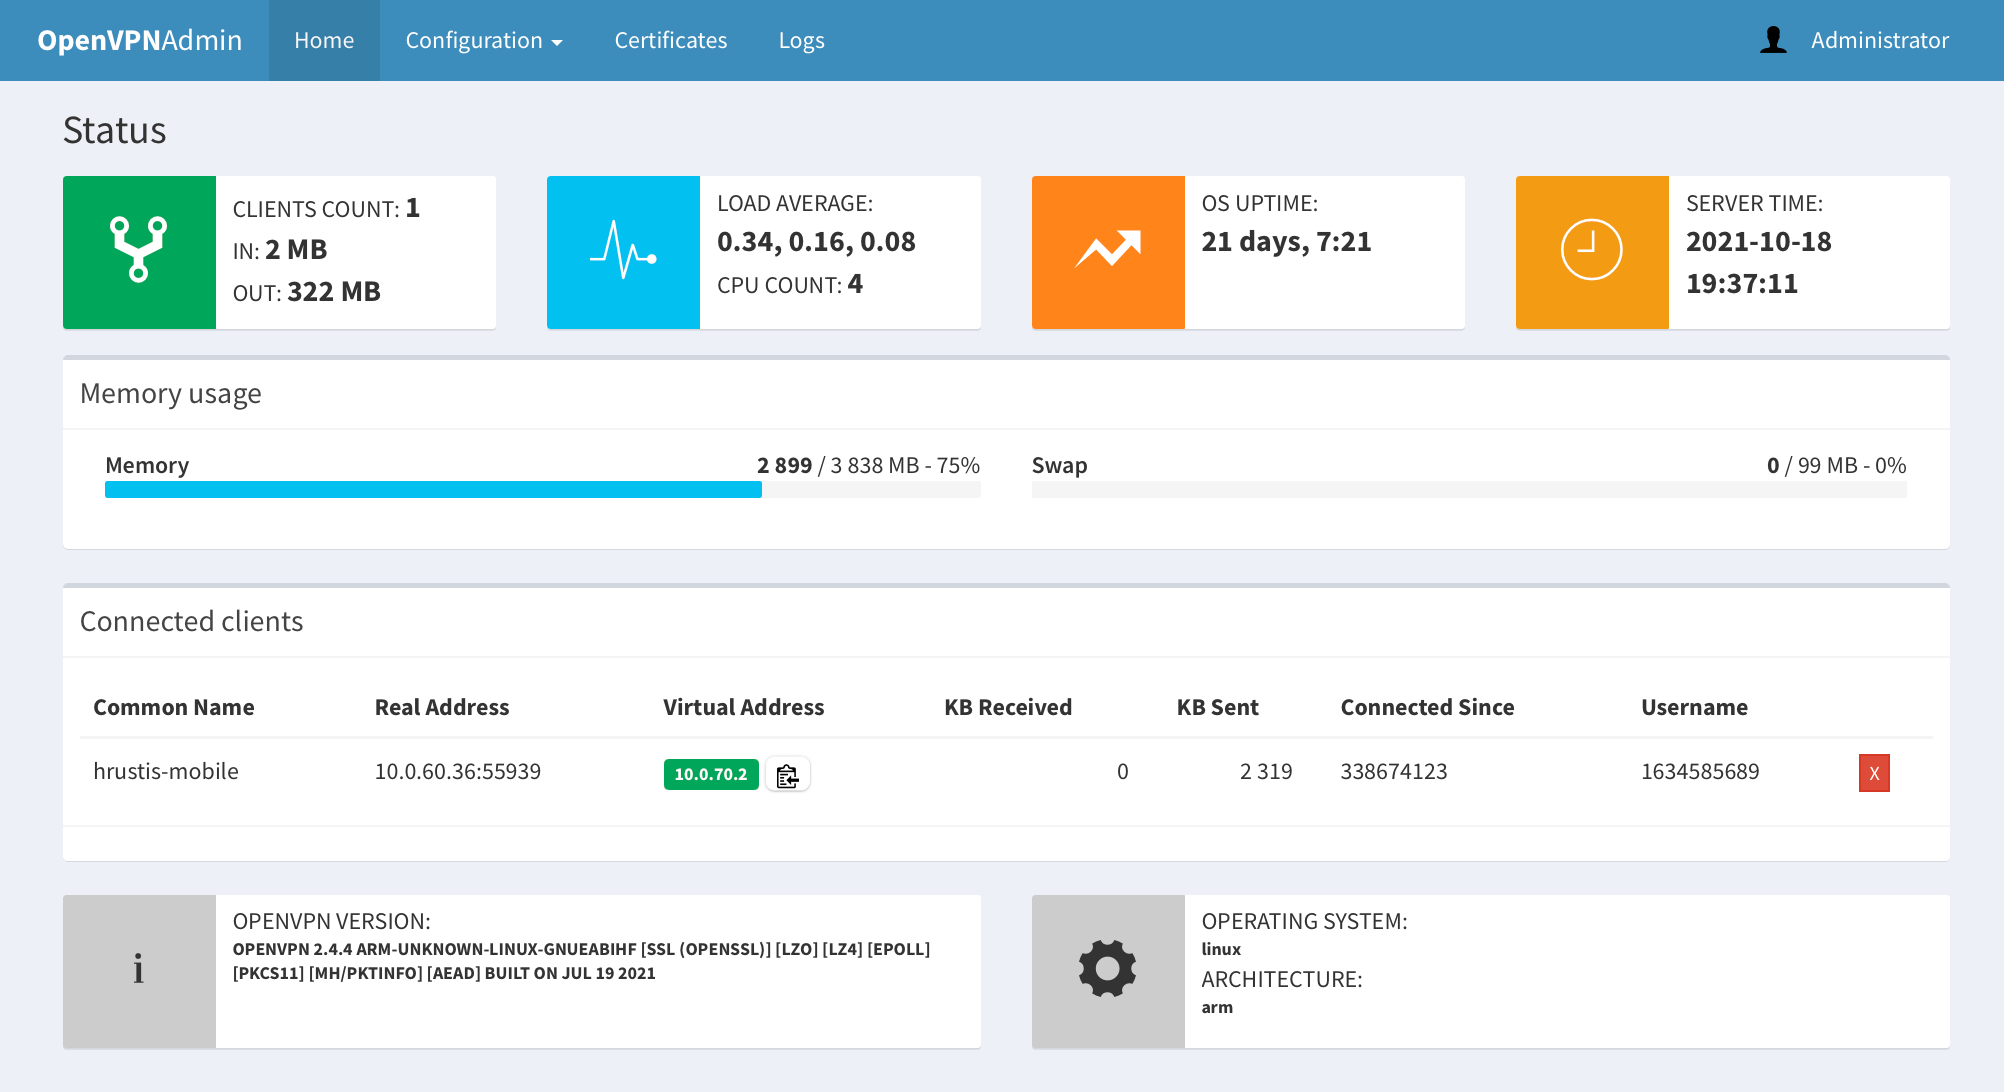 OpenVPNAdmin Home Configuration Certificates Logs Administrator
Status
CLIENTS COUNT: 1
IN: 2 MB
OUT: 322 MB
LOAD AVERAGE:
0.34, 0.16, 0.08
CPU COUNT: 4
OS UPTIME:
21 days, 7:21
SERVER TIME:
2021-10-18
19:37:11
Memory usage
Memory 2 899 / 3 838 MB - 75%
Swap 0 / 99 MB - 0%
Connected clients
Common Name Real Address Virtual Address KB Received KB Sent Connected Since Username
hrustis-mobile 10.0.60.36:55939 10.0.70.2 0 2 319 338674123 1634585689 X
i
OPENVPN VERSION:
OPENVPN 2.4.4 ARM-UNKNOWN-LINUX-GNUEABIHF [SSL (OPENSSL)] [LZO] [LZ4] [EPOLL]
[PKCS11] [MH/PKTINFO] [AEAD] BUILT ON JUL 19 2021
OPERATING SYSTEM:
linux
ARCHITECTURE:
arm